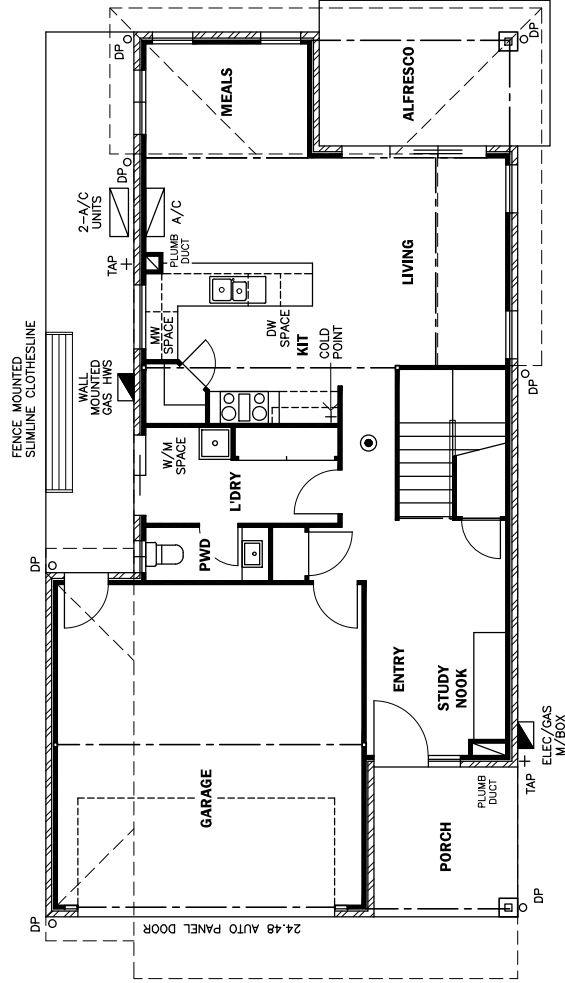 DP
DP
MEALS
ALFRESCO
DP
2-A/C
UNITS
A/C
TAP
PLUMB
DUCT
LIVING
FENCE MOUNTED
SLIMLINE CLOTHESLINE
WALL
MOUNTED
GAS HWS
MW
SPACE
DW
SPACE
KIT
COLD
POINT
DP
W/M
SPACE
L'DRY
PWD
DP
ENTRY
STUDY
NOOK
ELEC/GAS
M/BOX
TAP
PLUMB
DUCT
GARAGE
PORCH
DP
DP
24.48 AUTO PANEL DOOR